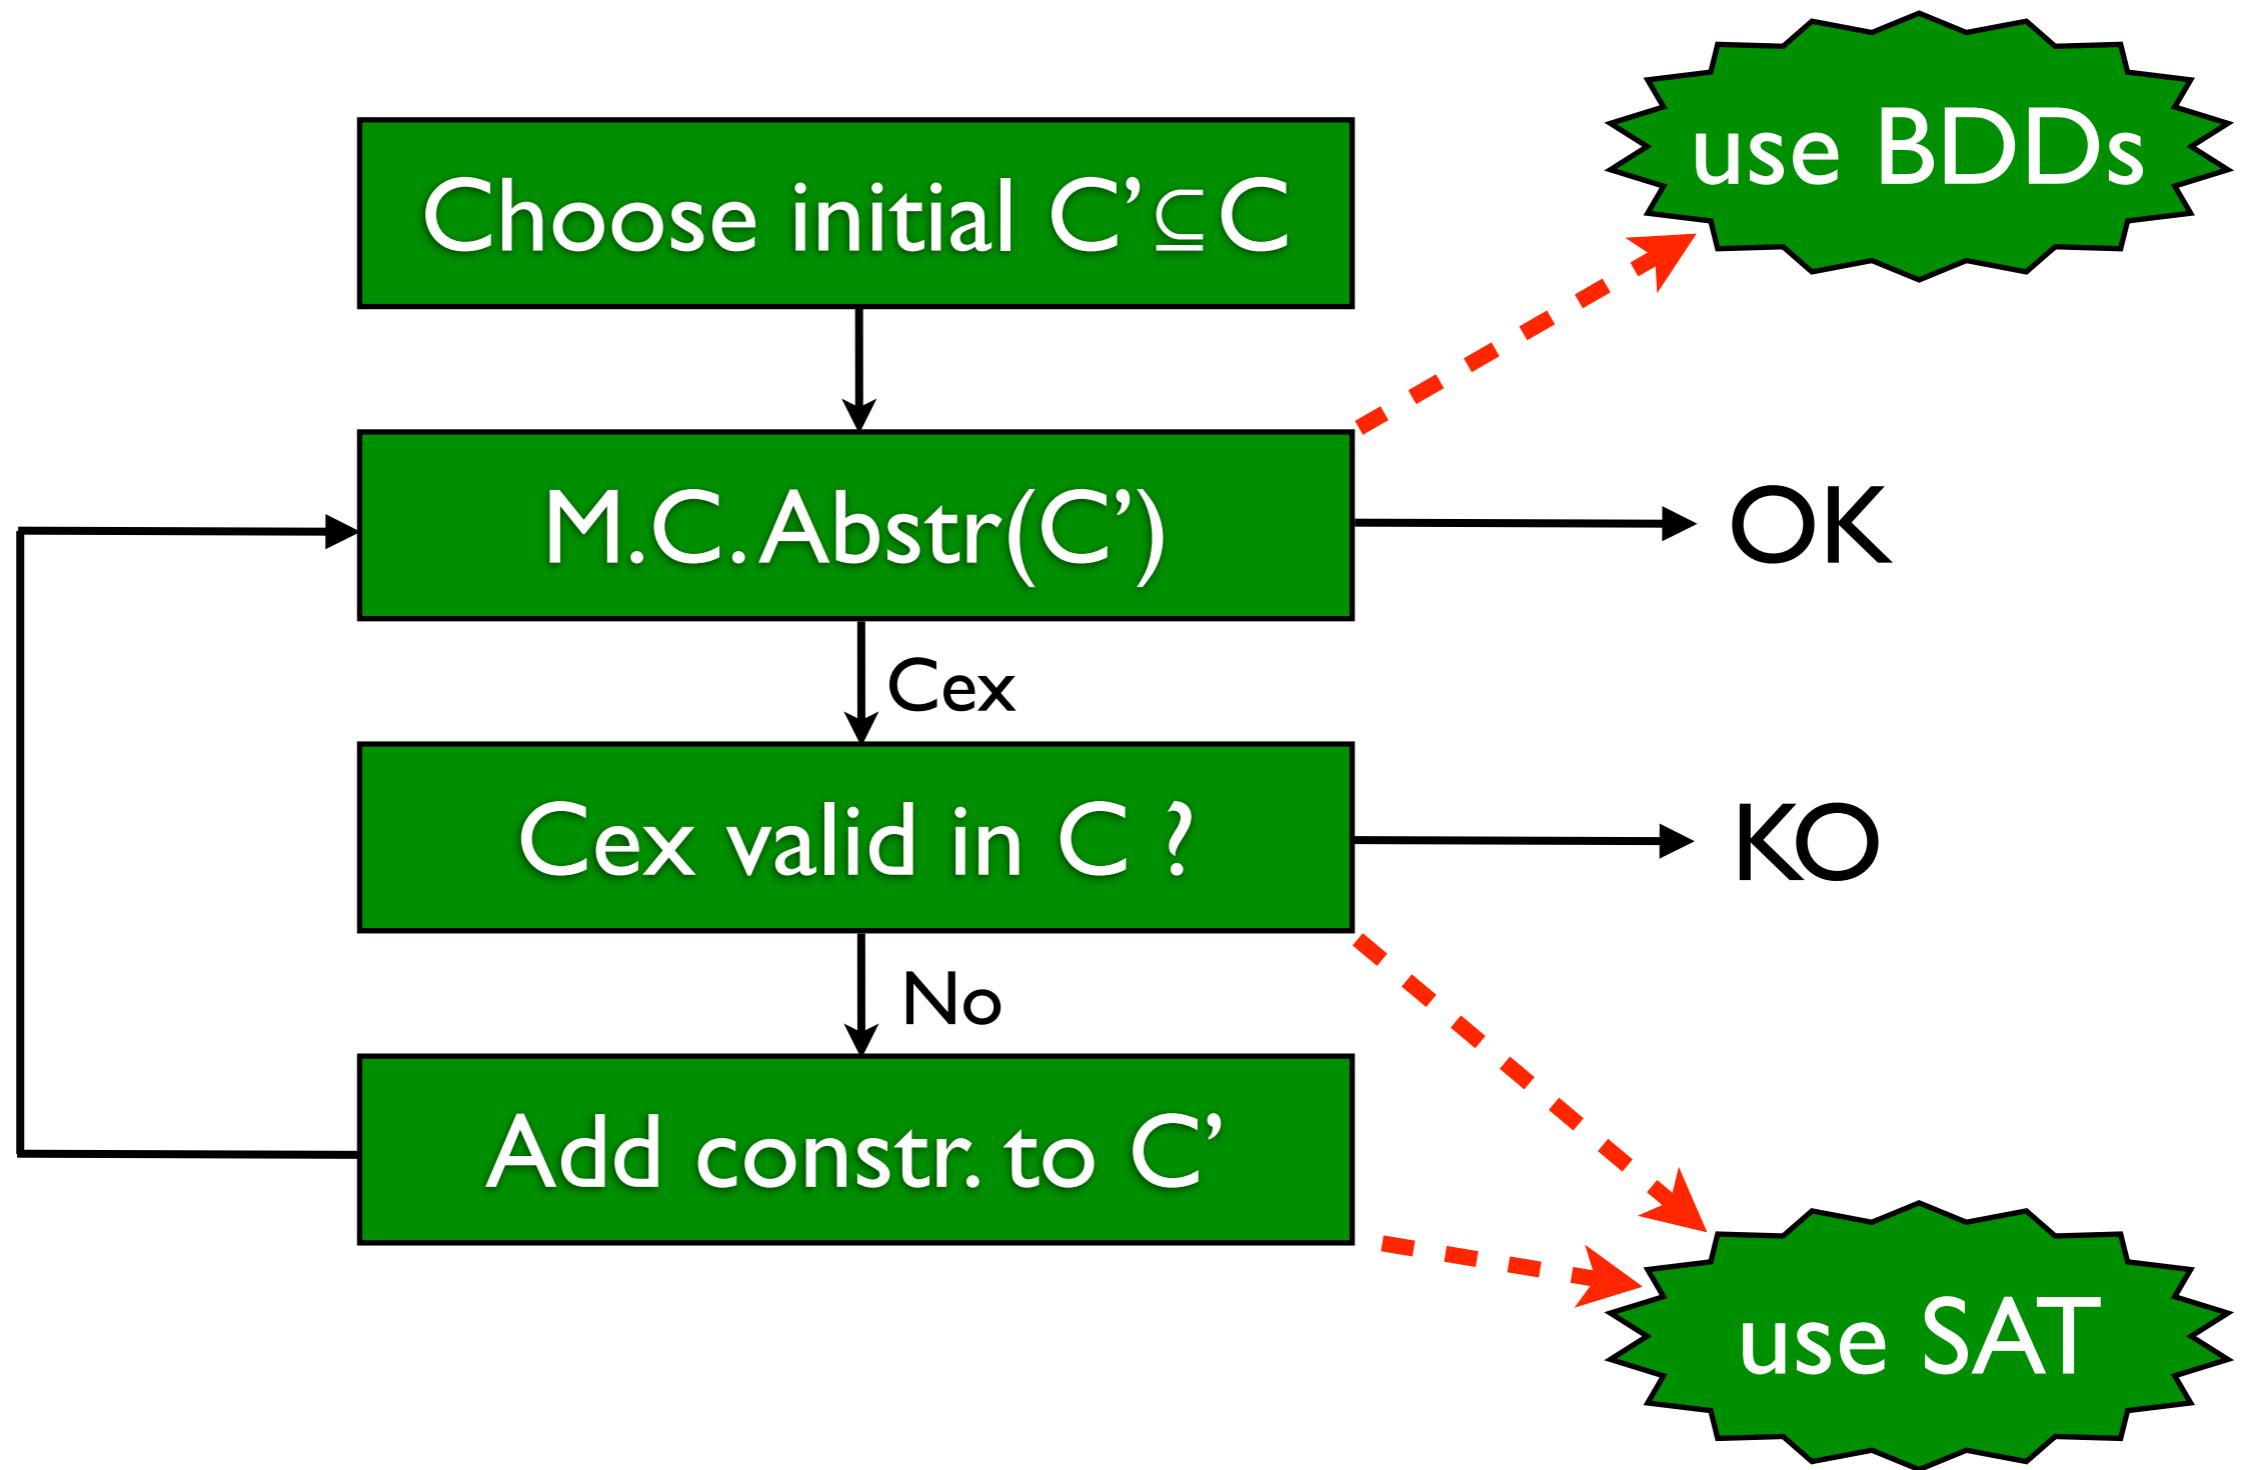 use BDDs
Choose initial C’⊆C
M.C. Abstr(C’)
OK
Cex
Cex valid in C ?
KO
No
Add constr. to C’
use SAT